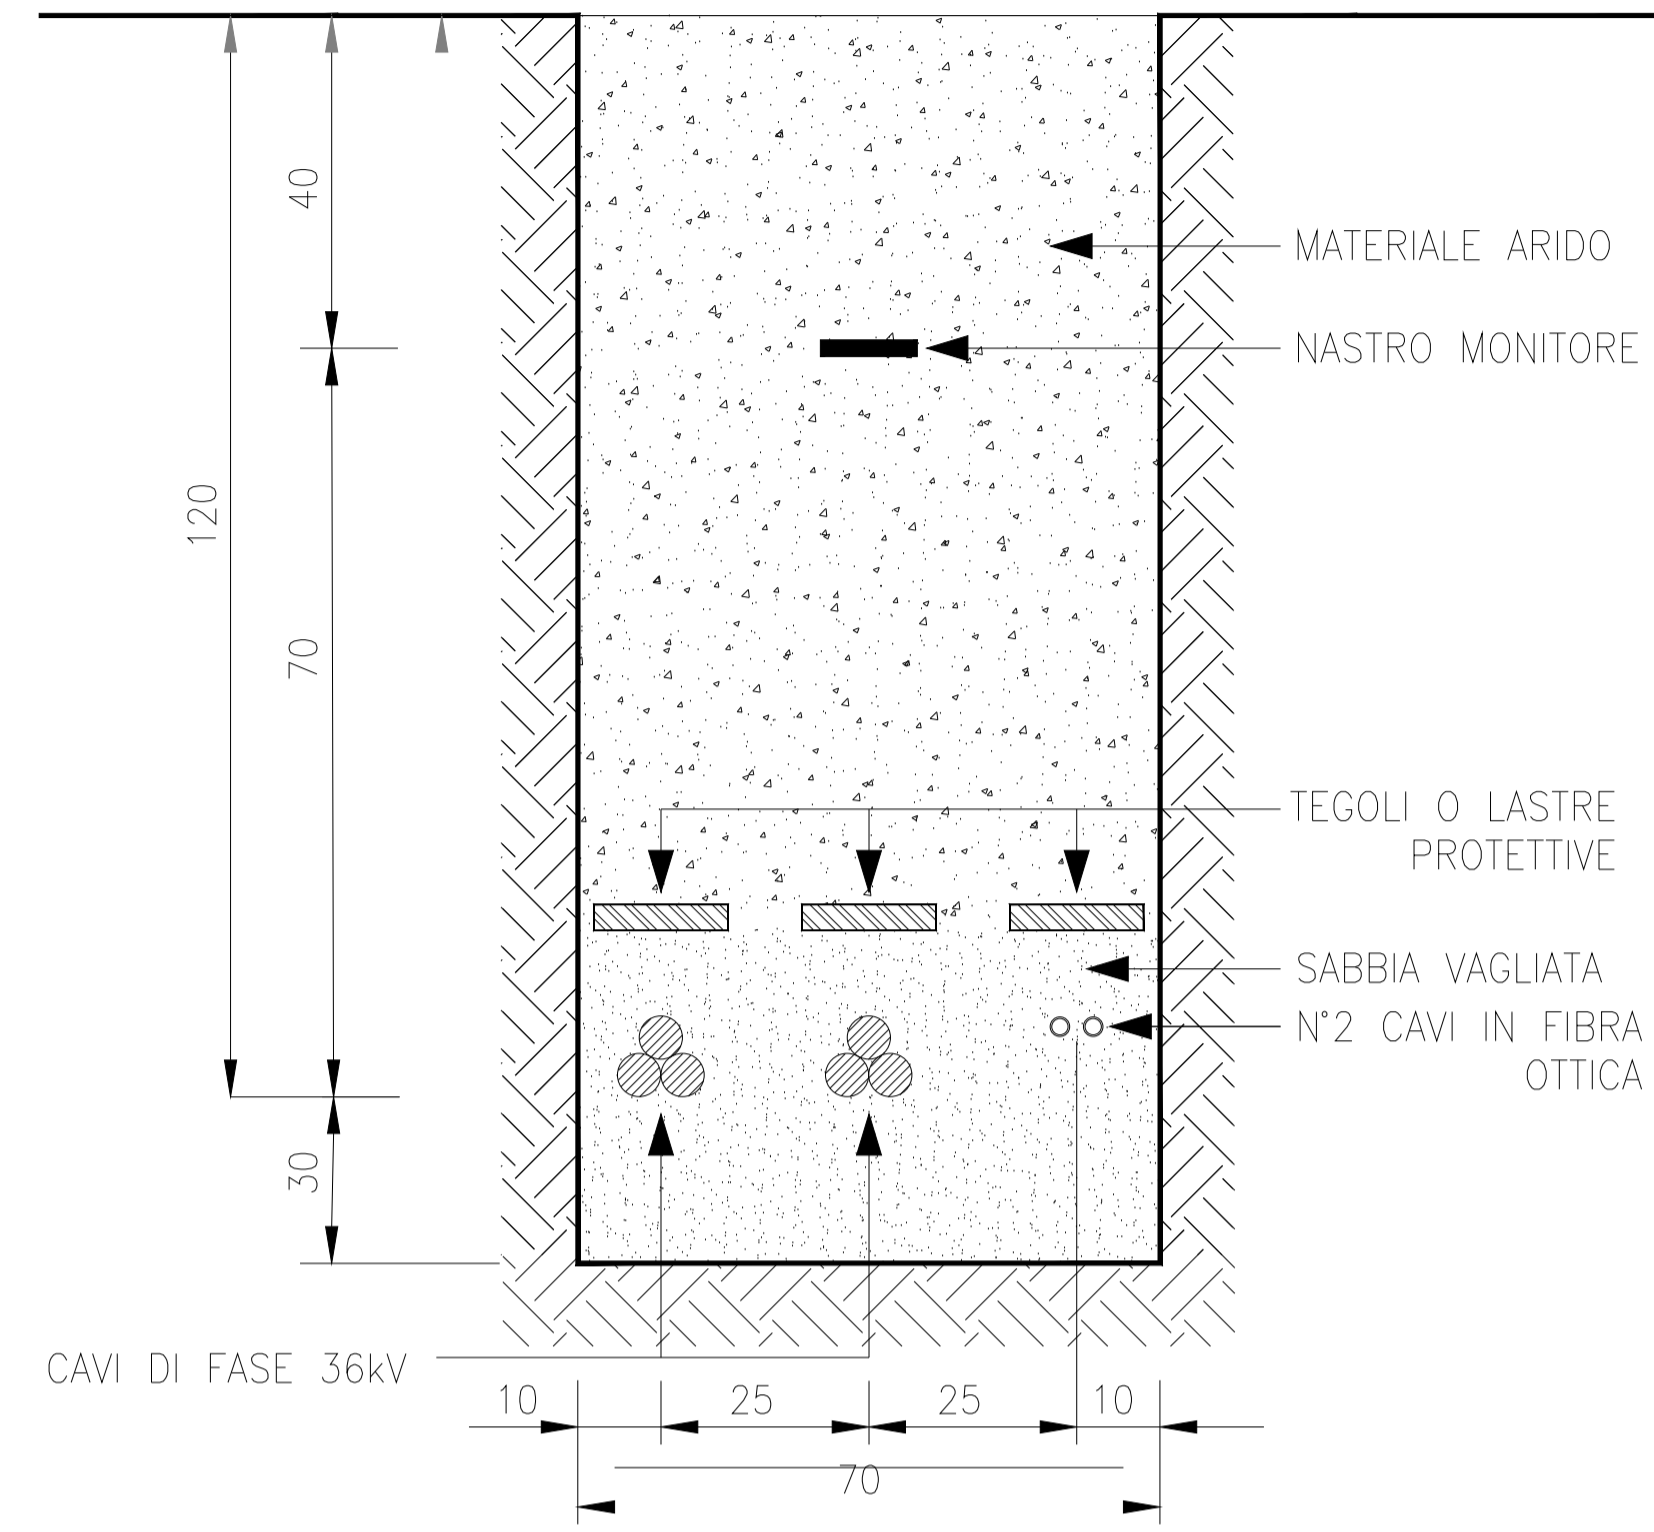 40
MATERIALE ARIDO
NASTRO MONITORE
120
70
TEGOLI O LASTRE
PROTETTIVE
SABBIA VAGLIATA
N°2 CAVI IN FIBRA
OTTICA
30
CAVI DI FASE 36kV
10 25 25 10
70